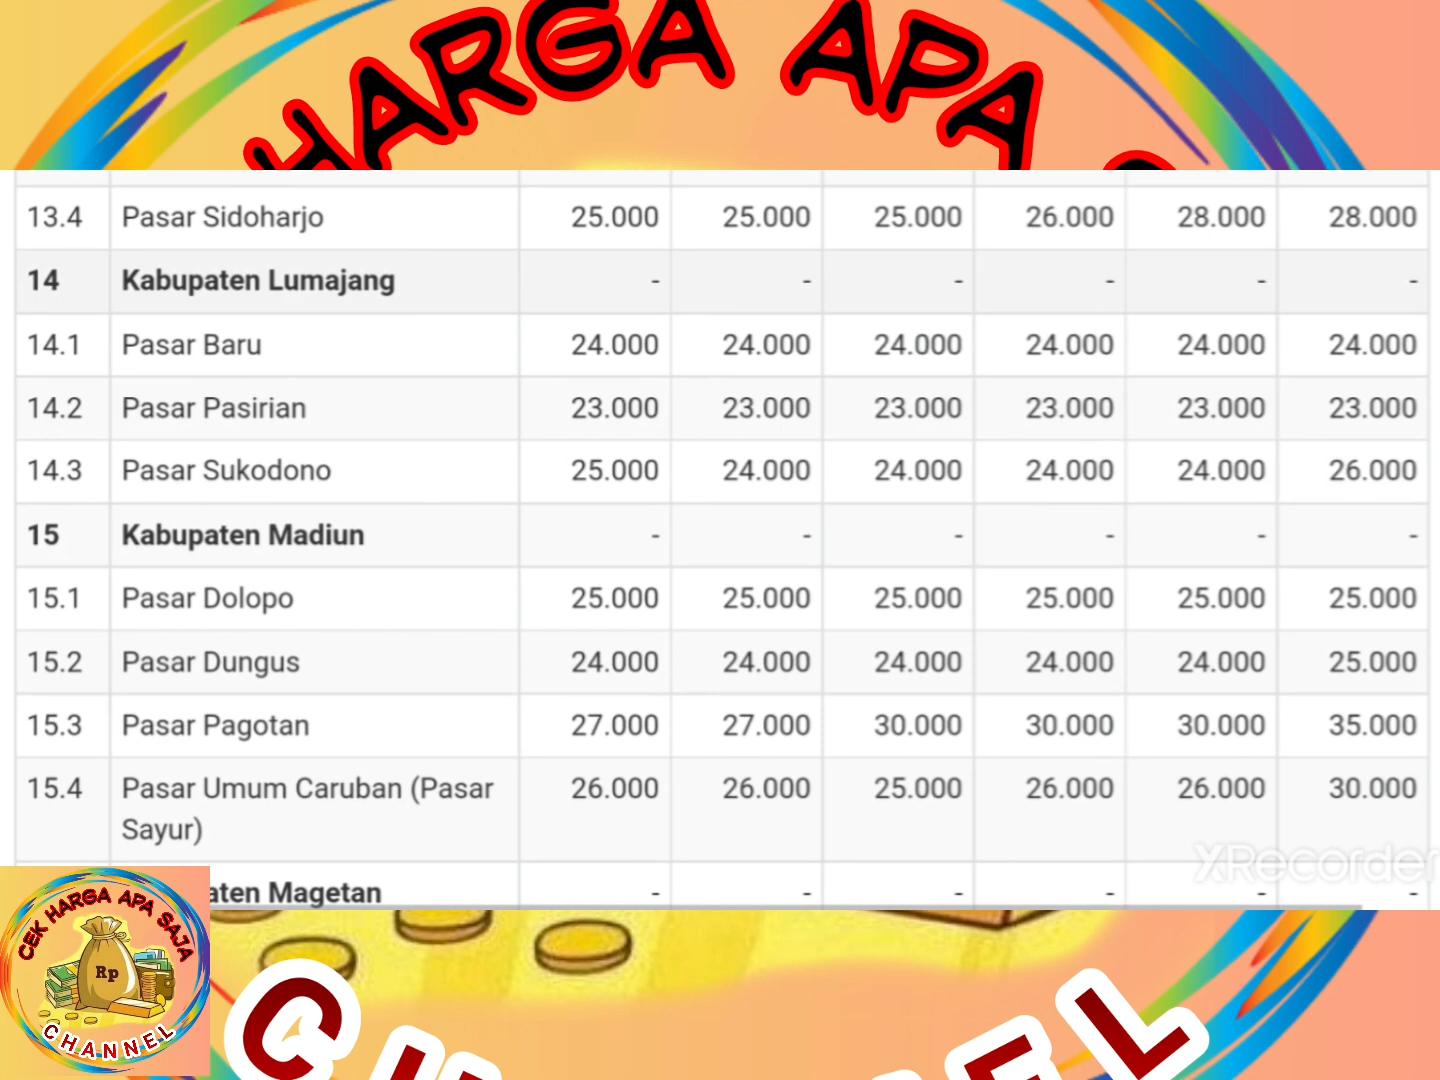 HARGA APA
13.4 Pasar Sidoharjo 25.000 25.000 25.000 26.000 28.000 28.000
14 Kabupaten Lumajang - - - - - -
14.1 Pasar Baru 24.000 24.000 24.000 24.000 24.000 24.000
14.2 Pasar Pasirian 23.000 23.000 23.000 23.000 23.000 23.000
14.3 Pasar Sukodono 25.000 24.000 24.000 24.000 24.000 26.000
15 Kabupaten Madiun - - - - - -
15.1 Pasar Dolopo 25.000 25.000 25.000 25.000 25.000 25.000
15.2 Pasar Dungus 24.000 24.000 24.000 24.000 24.000 25.000
15.3 Pasar Pagotan 27.000 27.000 30.000 30.000 30.000 35.000
15.4 Pasar Umum Caruban (Pasar 26.000 26.000 25.000 26.000 26.000 30.000
Sayur)
XRecorder
aten Magetan - - - - - -
CEK HARGA APA SAJA
Rp
CHANNEL